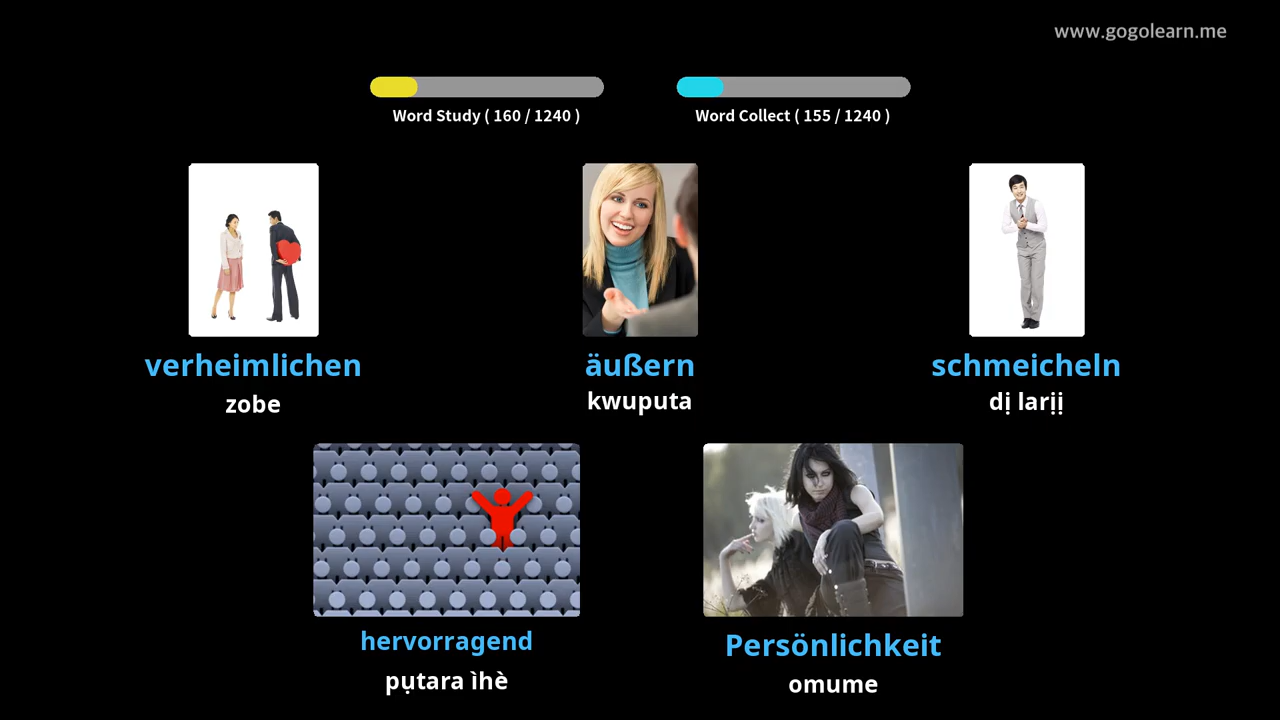 www.gogolearn.me
Word Study ( 160 / 1240 )
Word Collect ( 155 / 1240 )
verheimlichen
zobe
äußern
kwuputa
schmeicheln
dị larịị
hervorragend
pụtara ìhè
Persönlichkeit
omume